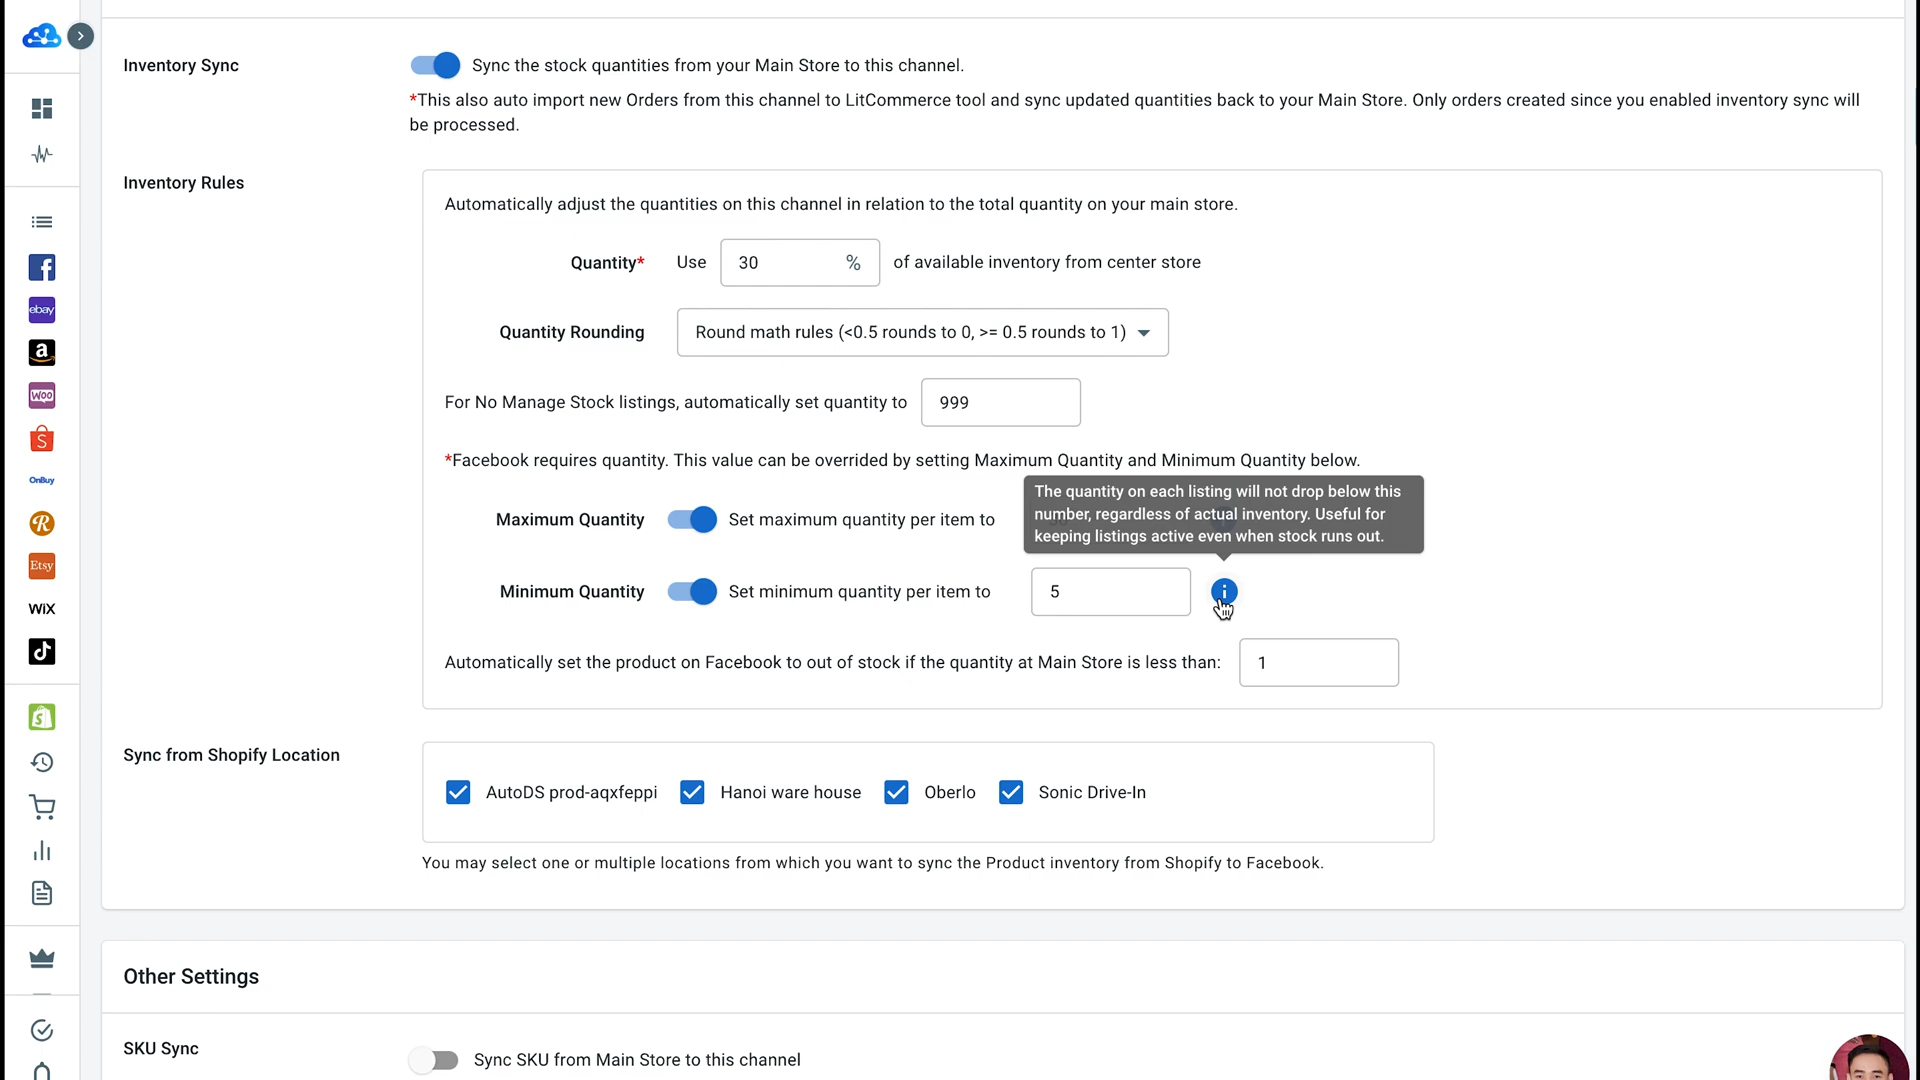 Inventory Sync
Sync the stock quantities from your Main Store to this channel.
*This also auto import new Orders from this channel to LitCommerce tool and sync updated quantities back to your Main Store. Only orders created since you enabled inventory sync will
be processed.
Inventory Rules
Automatically adjust the quantities on this channel in relation to the total quantity on your main store.
Quantity* Use 30 % of available inventory from center store
Quantity Rounding Round math rules (<0.5 rounds to 0, >= 0.5 rounds to 1)
For No Manage Stock listings, automatically set quantity to 999
*Facebook requires quantity. This value can be overrided by setting Maximum Quantity and Minimum Quantity below.
The quantity on each listing will not drop below this
number, regardless of actual inventory. Useful for
keeping listings active even when stock runs out.
Maximum Quantity Set maximum quantity per item to
Minimum Quantity Set minimum quantity per item to 5 i
Automatically set the product on Facebook to out of stock if the quantity at Main Store is less than: 1
Sync from Shopify Location
AutoDS prod-aqxfeppi Hanoi ware house Oberlo Sonic Drive-In
You may select one or multiple locations from which you want to sync the Product inventory from Shopify to Facebook.
Other Settings
SKU Sync
Sync SKU from Main Store to this channel
f
ebay
a
woo
S
OnBuy
R
Etsy
WiX
S